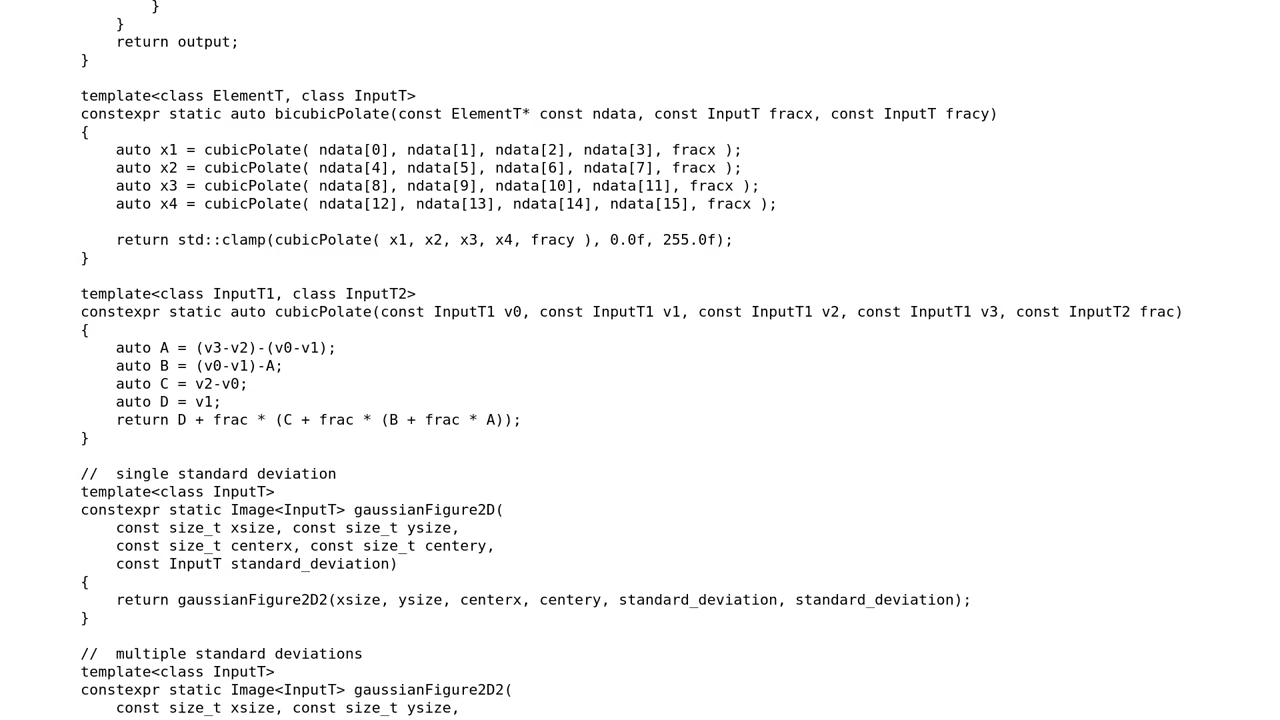 }
    }
    return output;
}

template<class ElementT, class InputT>
constexpr static auto bicubicPolate(const ElementT* const ndata, const InputT fracx, const InputT fracy)
{
    auto x1 = cubicPolate( ndata[0], ndata[1], ndata[2], ndata[3], fracx );
    auto x2 = cubicPolate( ndata[4], ndata[5], ndata[6], ndata[7], fracx );
    auto x3 = cubicPolate( ndata[8], ndata[9], ndata[10], ndata[11], fracx );
    auto x4 = cubicPolate( ndata[12], ndata[13], ndata[14], ndata[15], fracx );

    return std::clamp(cubicPolate( x1, x2, x3, x4, fracy ), 0.0f, 255.0f);
}

template<class InputT1, class InputT2>
constexpr static auto cubicPolate(const InputT1 v0, const InputT1 v1, const InputT1 v2, const InputT1 v3, const InputT2 frac)
{
    auto A = (v3-v2)-(v0-v1);
    auto B = (v0-v1)-A;
    auto C = v2-v0;
    auto D = v1;
    return D + frac * (C + frac * (B + frac * A));
}

//  single standard deviation
template<class InputT>
constexpr static Image<InputT> gaussianFigure2D(
    const size_t xsize, const size_t ysize,
    const size_t centerx, const size_t centery,
    const InputT standard_deviation)
{
    return gaussianFigure2D2(xsize, ysize, centerx, centery, standard_deviation, standard_deviation);
}

//  multiple standard deviations
template<class InputT>
constexpr static Image<InputT> gaussianFigure2D2(
    const size_t xsize, const size_t ysize,